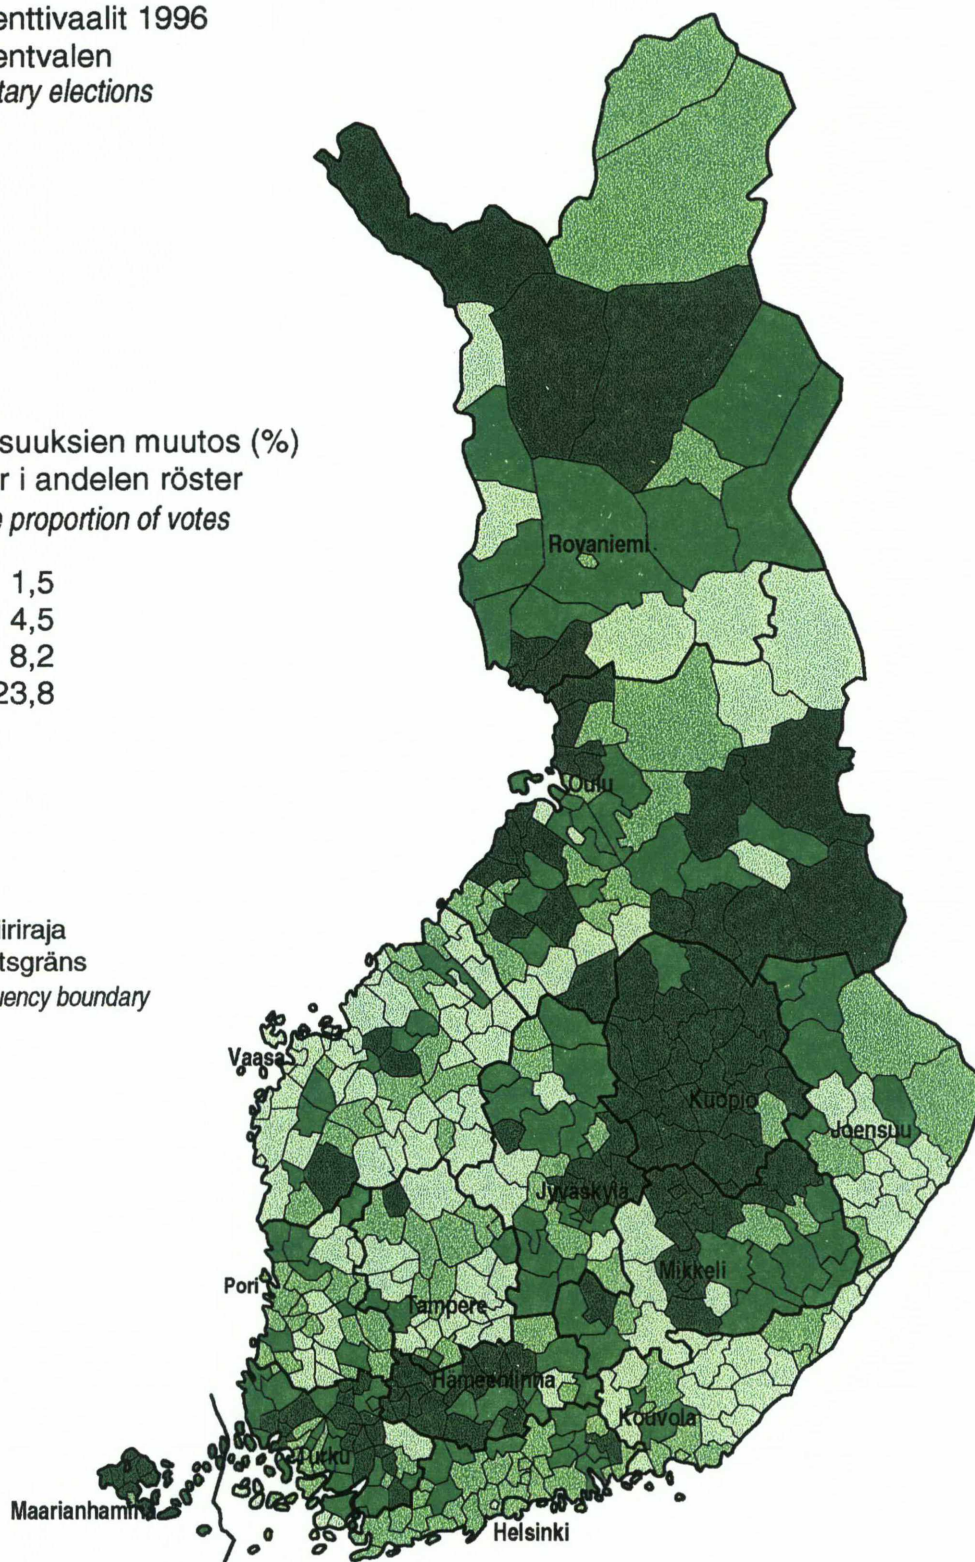 enttivaalit 1996
entvalen
tary elections
suuksien muutos (%)
r i andelen röster
e proportion of votes
1,5
4,5
8,2
23,8
iiriraja
tsgräns
uency boundary
Rovaniemi
Oulu
Vaasa
Kuopio
Joensuu
Jyväskylä
Mikkeli
Pori
Tampere
Hämeenlinna
Kouvola
Turku
Maarianhamina
Helsinki